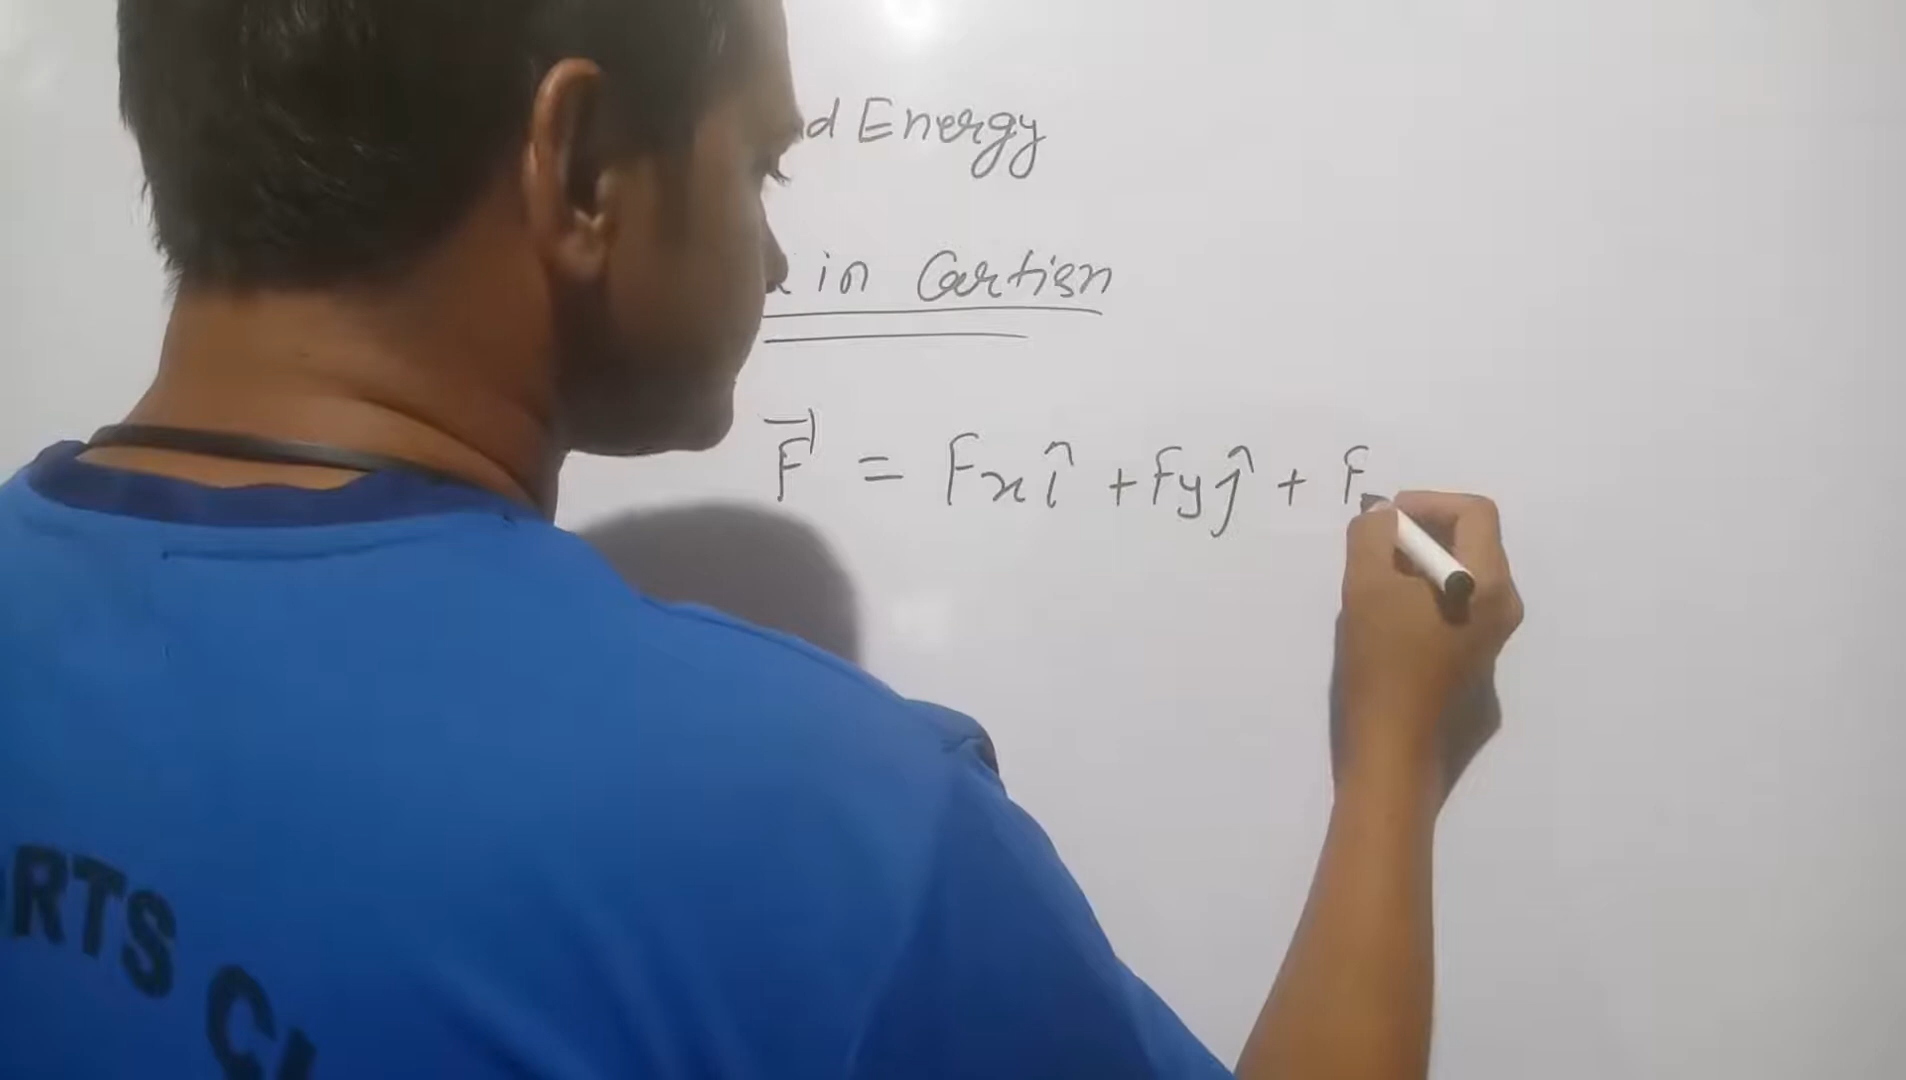 d Energy
in Cartisn
F⃗ = Fx î + Fy ĵ + F
RTS